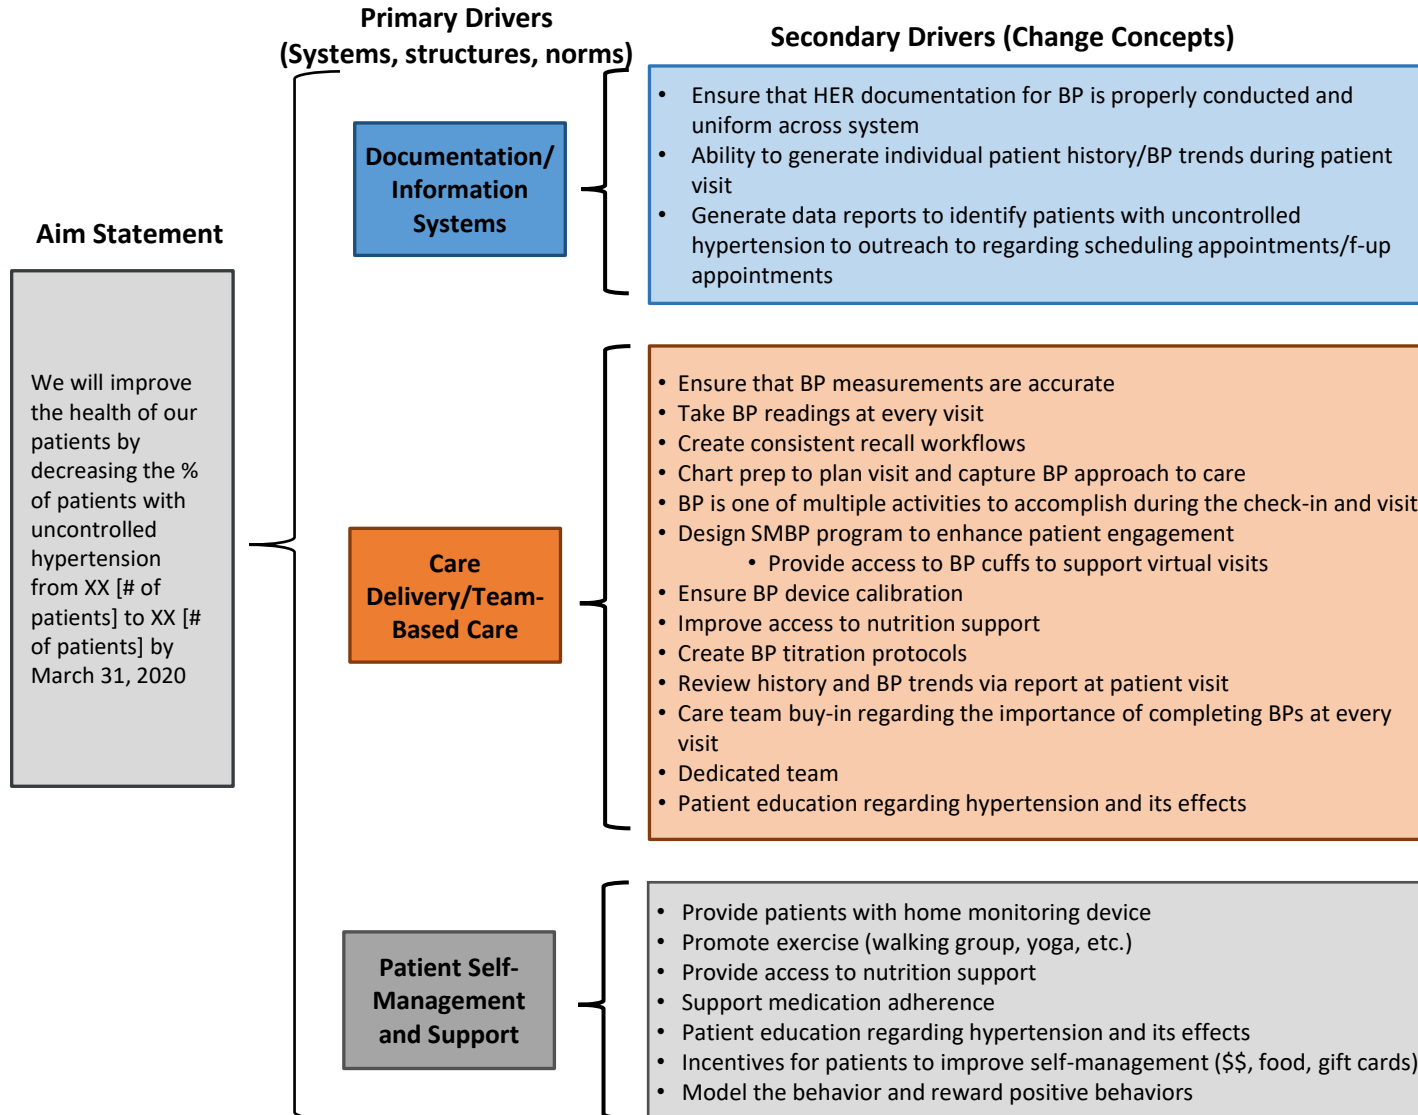 Primary Drivers
(Systems, structures, norms)
Secondary Drivers (Change Concepts)
Aim Statement
We will improve
the health of our
patients by
decreasing the %
of patients with
uncontrolled
hypertension
from XX [# of
patients] to XX [#
of patients] by
March 31, 2020
Documentation/
Information
Systems
• Ensure that HER documentation for BP is properly conducted and
uniform across system
• Ability to generate individual patient history/BP trends during patient
visit
• Generate data reports to identify patients with uncontrolled
hypertension to outreach to regarding scheduling appointments/f-up
appointments
Care
Delivery/Team-
Based Care
• Ensure that BP measurements are accurate
• Take BP readings at every visit
• Create consistent recall workflows
• Chart prep to plan visit and capture BP approach to care
• BP is one of multiple activities to accomplish during the check-in and visit
• Design SMBP program to enhance patient engagement
• Provide access to BP cuffs to support virtual visits
• Ensure BP device calibration
• Improve access to nutrition support
• Create BP titration protocols
• Review history and BP trends via report at patient visit
• Care team buy-in regarding the importance of completing BPs at every
visit
• Dedicated team
• Patient education regarding hypertension and its effects
Patient Self-
Management
and Support
• Provide patients with home monitoring device
• Promote exercise (walking group, yoga, etc.)
• Provide access to nutrition support
• Support medication adherence
• Patient education regarding hypertension and its effects
• Incentives for patients to improve self-management ($$, food, gift cards)
• Model the behavior and reward positive behaviors